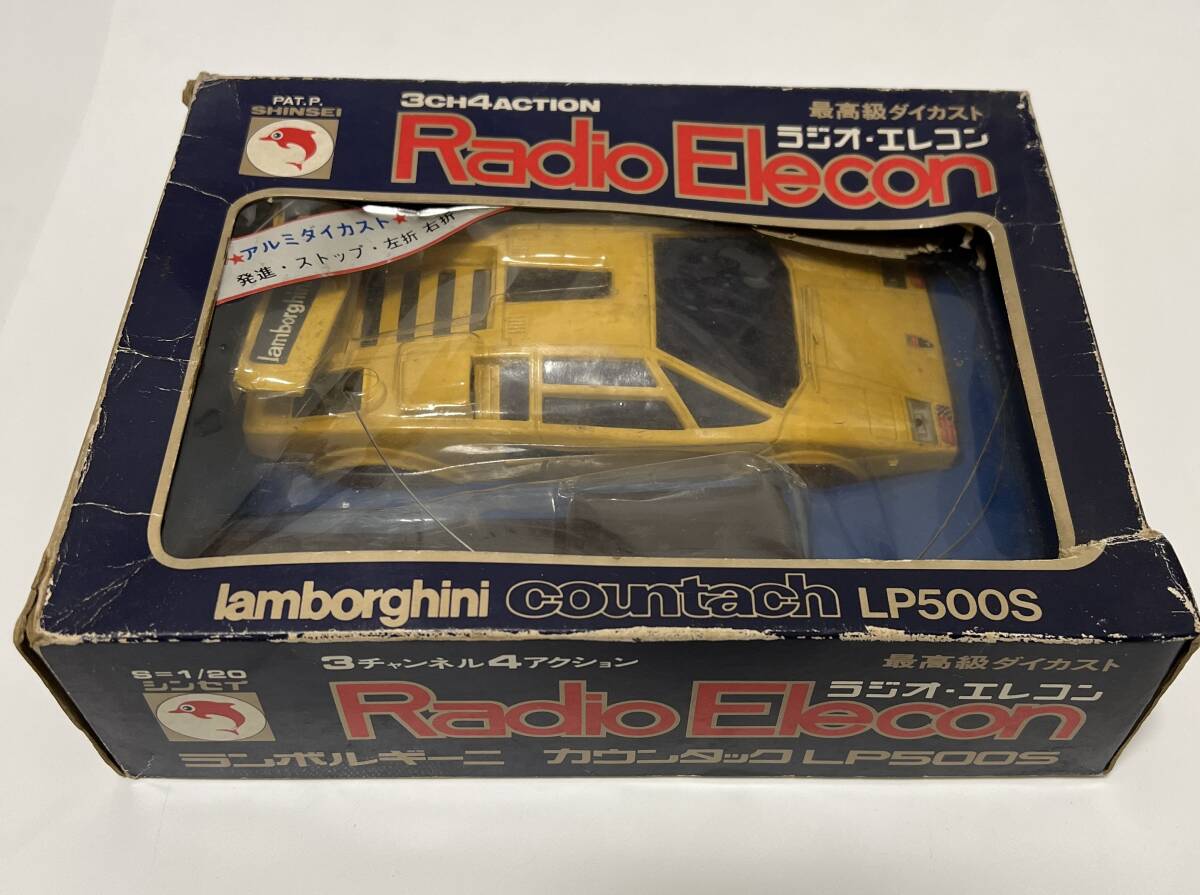 PAT.P.
SHINSEI
3CH4ACTION
最高級ダイカスト
ラジオ・エレコン
Radio Elecon
★アルミダイカスト★
発進・ストップ・左折 右折
lamborghini
lamborghini countach LP500S
S=1/20
シンセイ
3チャンネル4アクション
最高級ダイカスト
ラジオ・エレコン
Radio Elecon
ランボルギーニ カウンタック LP500S